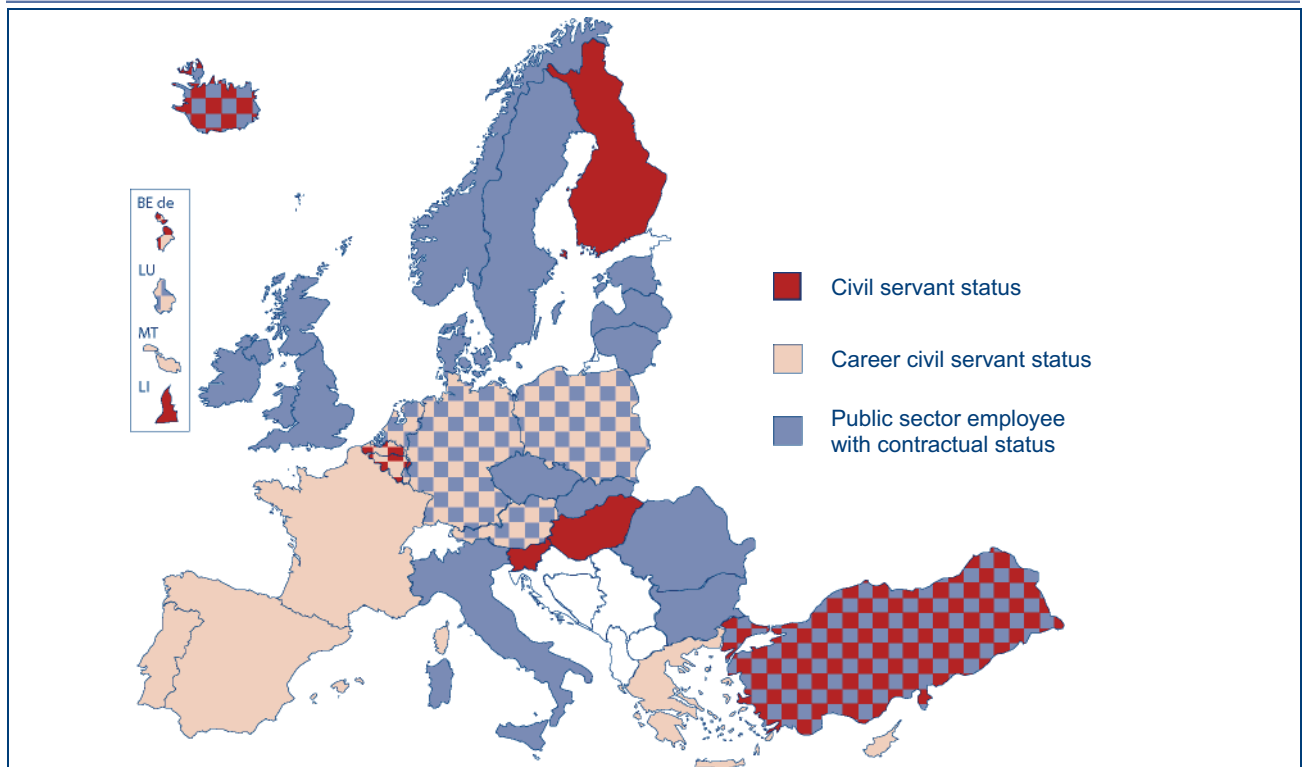 BE de
LU
MT
LI
Civil servant status
Career civil servant status
Public sector employee
with contractual status